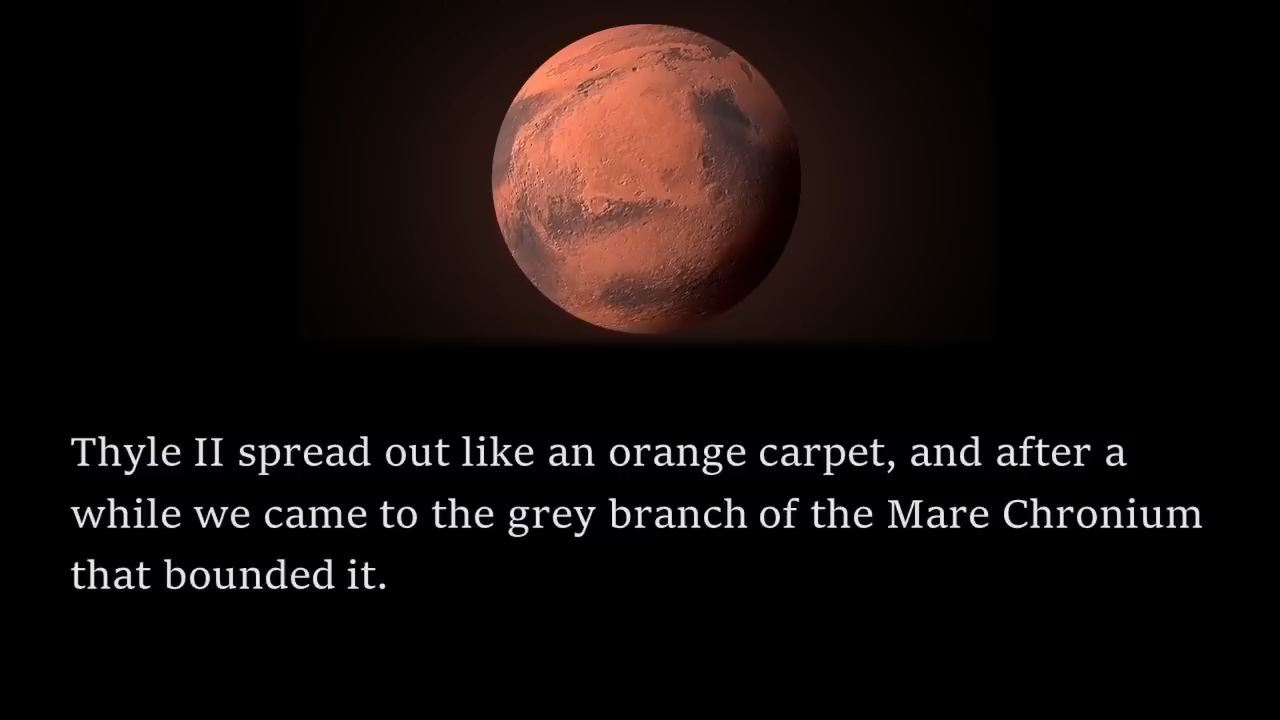 Thyle II spread out like an orange carpet, and after a
while we came to the grey branch of the Mare Chronium
that bounded it.